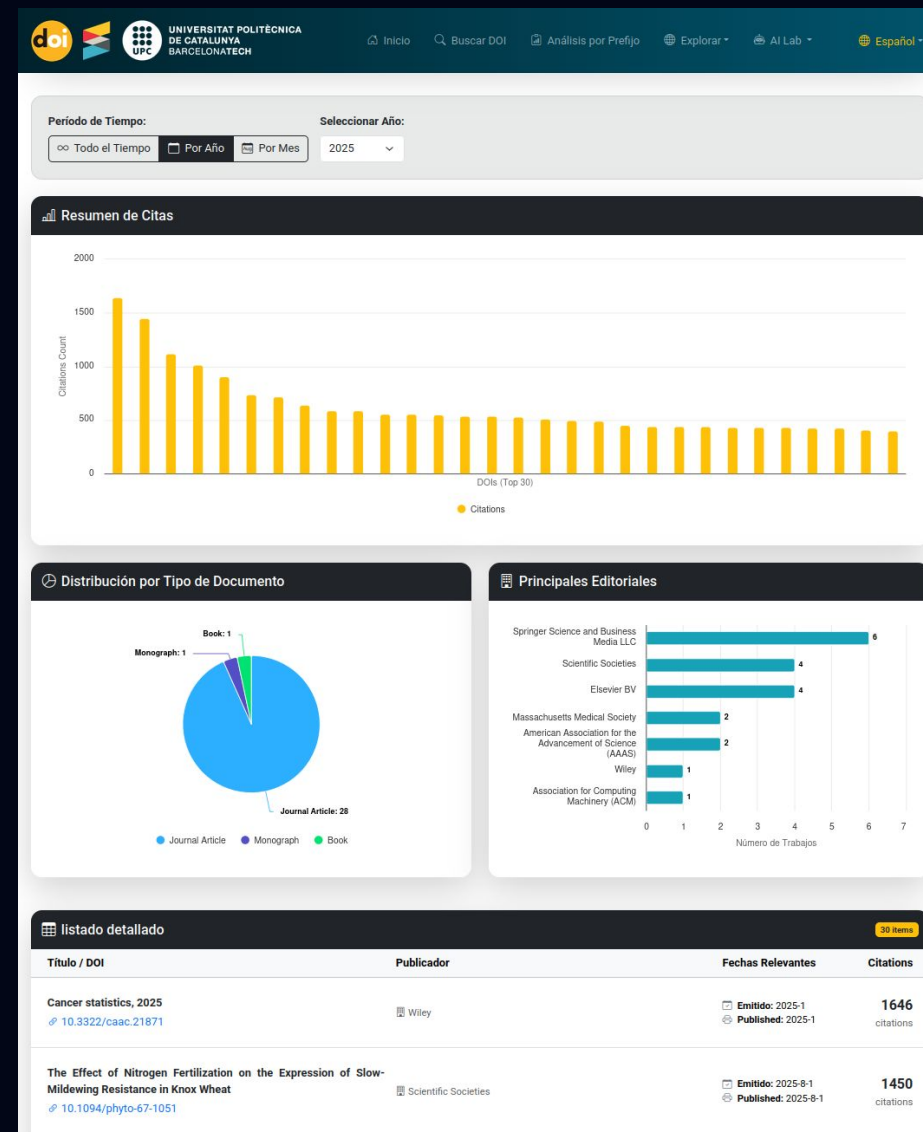 doi
UPC
UNIVERSITAT POLITÈCNICA
DE CATALUNYA
BARCELONATECH
Inicio
Buscar DOI
Análisis por Prefijo
Explorar
AI Lab
Español
Período de Tiempo:
Todo el Tiempo
Por Año
Por Mes
Seleccionar Año:
2025
Resumen de Citas
2000
1500
1000
500
0
Citations Count
DOIs (Top 30)
Citations
Distribución por Tipo de Documento
Book: 1
Monograph: 1
Journal Article: 28
Journal Article
Monograph
Book
Principales Editoriales
Springer Science and Business
Media LLC
6
Scientific Societies
4
Elsevier BV
4
Massachusetts Medical Society
2
American Association for the
Advancement of Science
(AAAS)
2
Wiley
1
Association for Computing
Machinery (ACM)
1
0 1 2 3 4 5 6 7
Número de Trabajos
listado detallado
30 items
Título / DOI
Publicador
Fechas Relevantes
Citations
Cancer statistics, 2025
10.3322/caac.21871
Wiley
Emitido: 2025-1
Published: 2025-1
1646
citations
The Effect of Nitrogen Fertilization on the Expression of Slow-
Mildewing Resistance in Knox Wheat
10.1094/phyto-67-1051
Scientific Societies
Emitido: 2025-8-1
Published: 2025-8-1
1450
citations